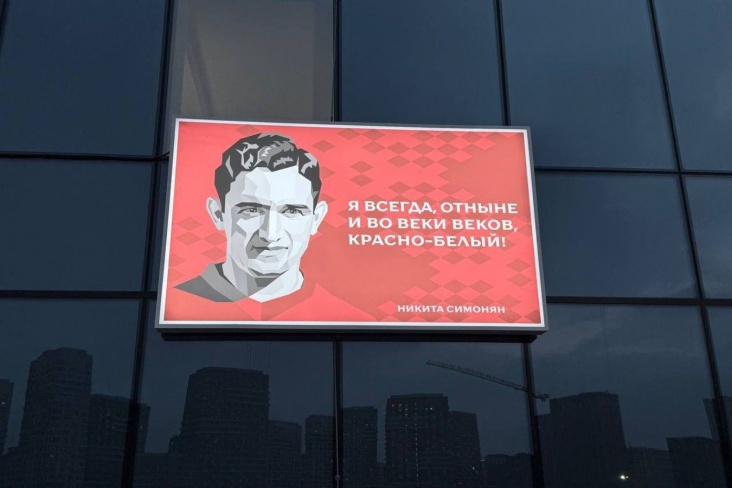 Я ВСЕГДА, ОТНЫНЕ
И ВО ВЕКИ ВЕКОВ,
КРАСНО-БЕЛЫЙ!
НИКИТА СИМОНЯН